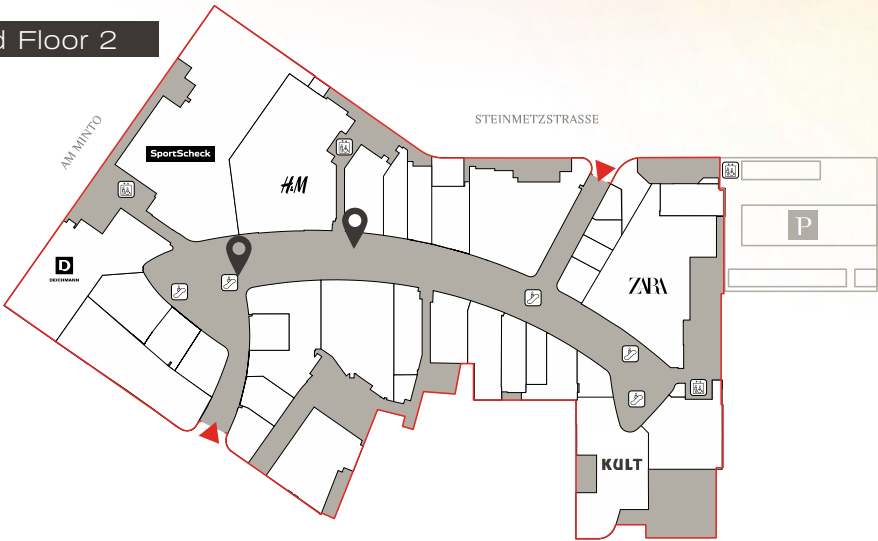 d Floor 2
STEINMETZSTRASSE
AM MINTO
SportScheck
H&M
P
D
DEICHMANN
ZARA
KULT